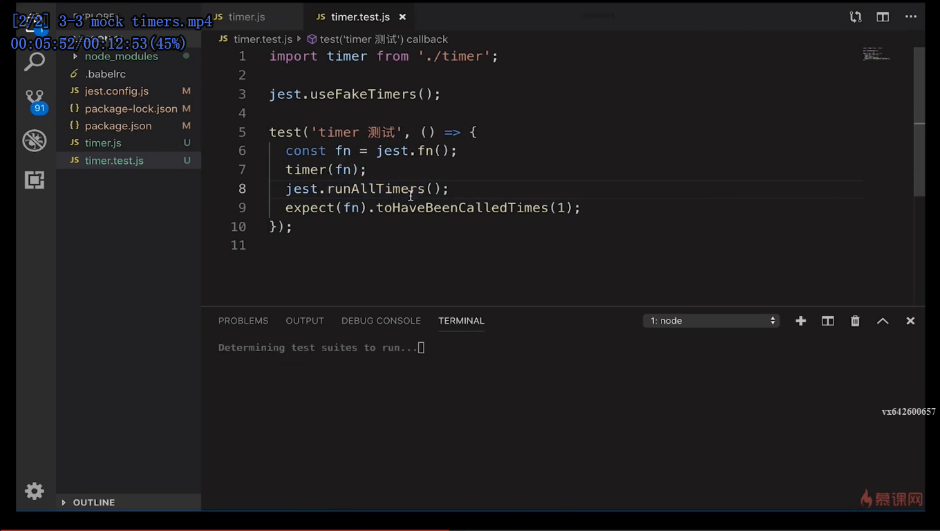 [2/2] 3-3 mock timers.mp4
00:05:52/00:12:53(45%)
timer.js
timer.test.js
timer.test.js > test('timer 测试') callback
node_modules
.babelrc
jest.config.js M
package-lock.json M
package.json M
timer.js U
timer.test.js U
91
1 import timer from './timer';
2
3 jest.useFakeTimers();
4
5 test('timer 测试', () => {
6 const fn = jest.fn();
7 timer(fn);
8 jest.runAllTimers();
9 expect(fn).toHaveBeenCalledTimes(1);
10 });
11
PROBLEMS OUTPUT DEBUG CONSOLE TERMINAL 1: node
Determining test suites to run...
vx642600657
OUTLINE
慕课网